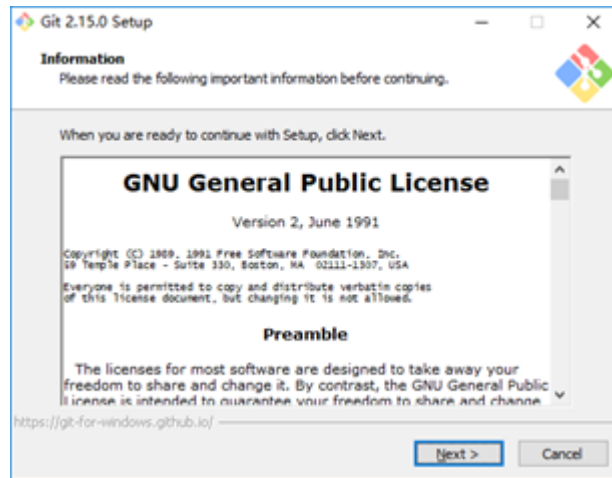 Git 2.15.0 Setup
Information
Please read the following important information before continuing.
When you are ready to continue with Setup, click Next.
GNU General Public License
Version 2, June 1991
Copyright (C) 1989, 1991 Free Software Foundation, Inc.
59 Temple Place - Suite 330, Boston, MA 02111-1307, USA
Everyone is permitted to copy and distribute verbatim copies
of this license document, but changing it is not allowed.
Preamble
The licenses for most software are designed to take away your
freedom to share and change it. By contrast, the GNU General Public
License is intended to guarantee your freedom to share and change
https://git-for-windows.github.io/
Next >
Cancel